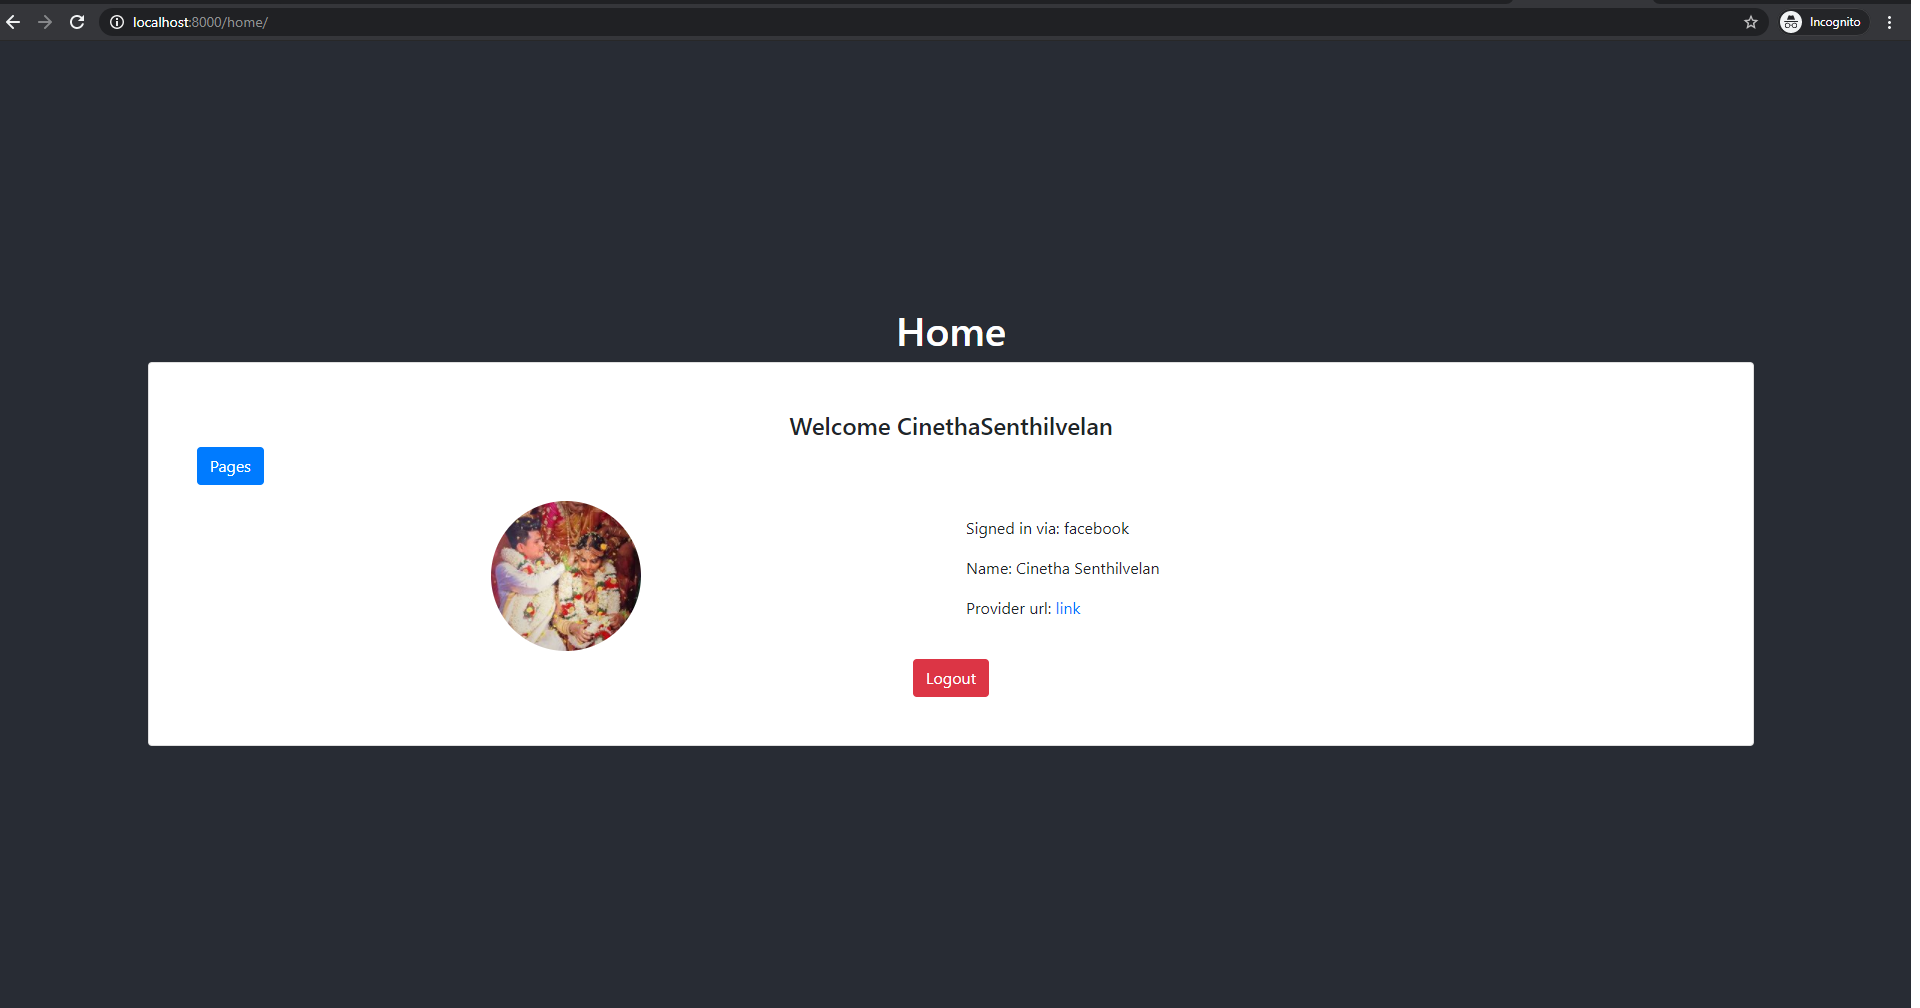 localhost:8000/home/
Incognito
Home
Welcome CinethaSenthilvelan
Pages
Signed in via: facebook
Name: Cinetha Senthilvelan
Provider url: link
Logout